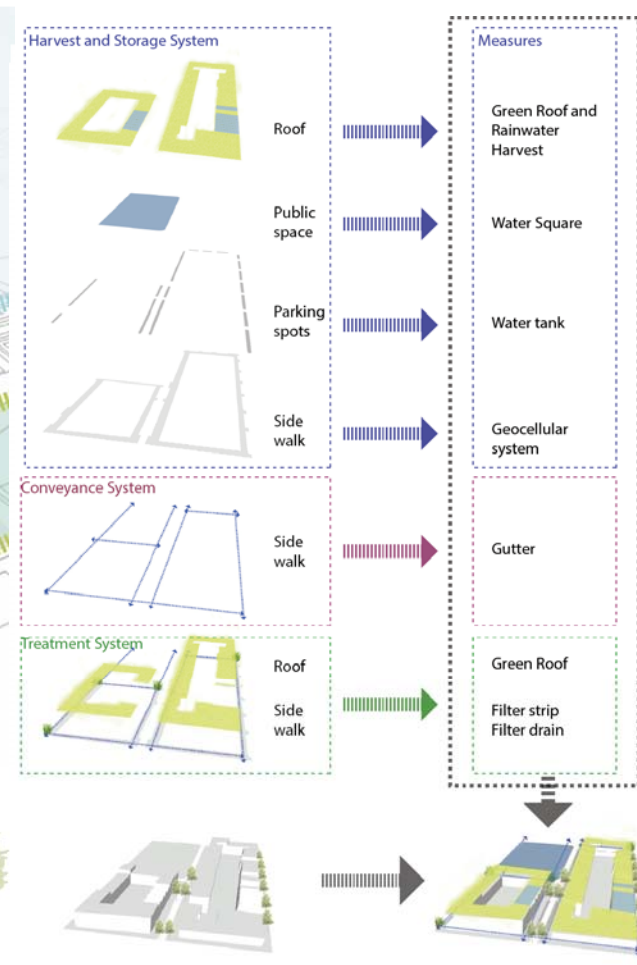 Harvest and Storage System
Measures
Roof
Green Roof and
Rainwater
Harvest
Public
space
Water Square
Parking
spots
Water tank
Side
walk
Geocellular
system
Conveyance System
Side
walk
Gutter
Treatment System
Roof
Green Roof
Side
walk
Filter strip
Filter drain